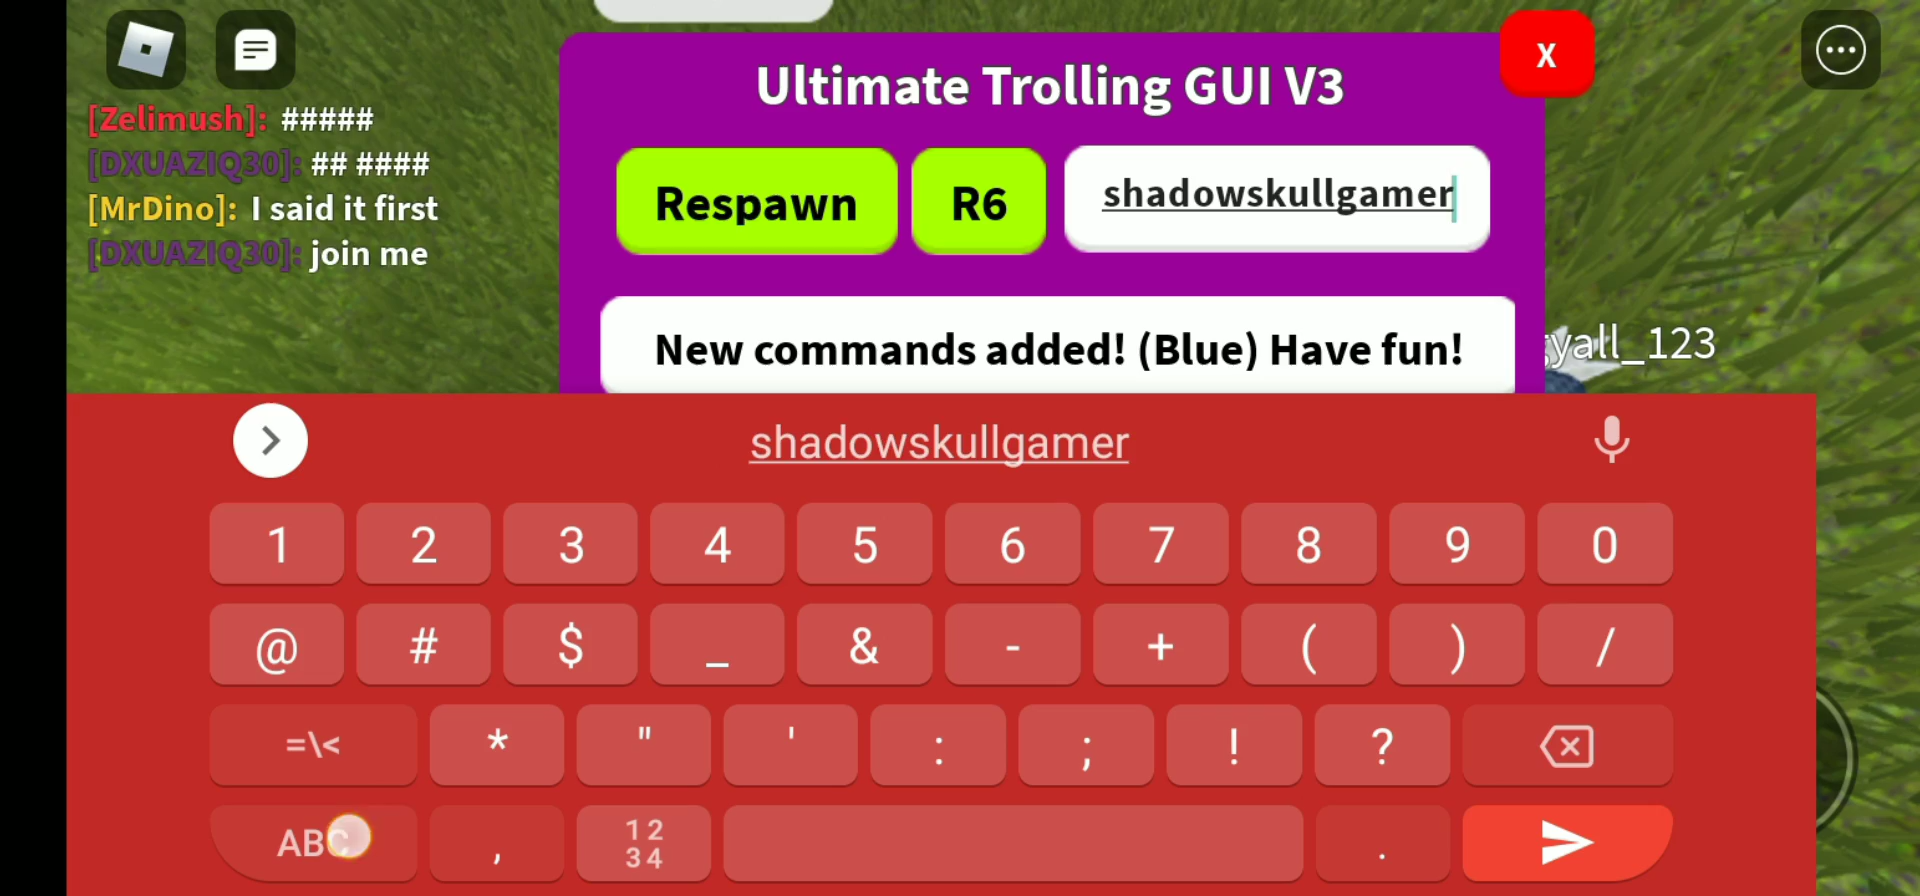 [Zelimush]: #####
[DXUAZIQ30]: ## ####
[MrDino]: I said it first
[DXUAZIQ30]: join me
Ultimate Trolling GUI V3
X
Respawn
R6
shadowskullgamer
New commands added! (Blue) Have fun!
gyall_123
shadowskullgamer
1 2 3 4 5 6 7 8 9 0
@ # $ _ & - + ( ) /
=\< * " ' : ; ! ?
ABC , 12 34 .